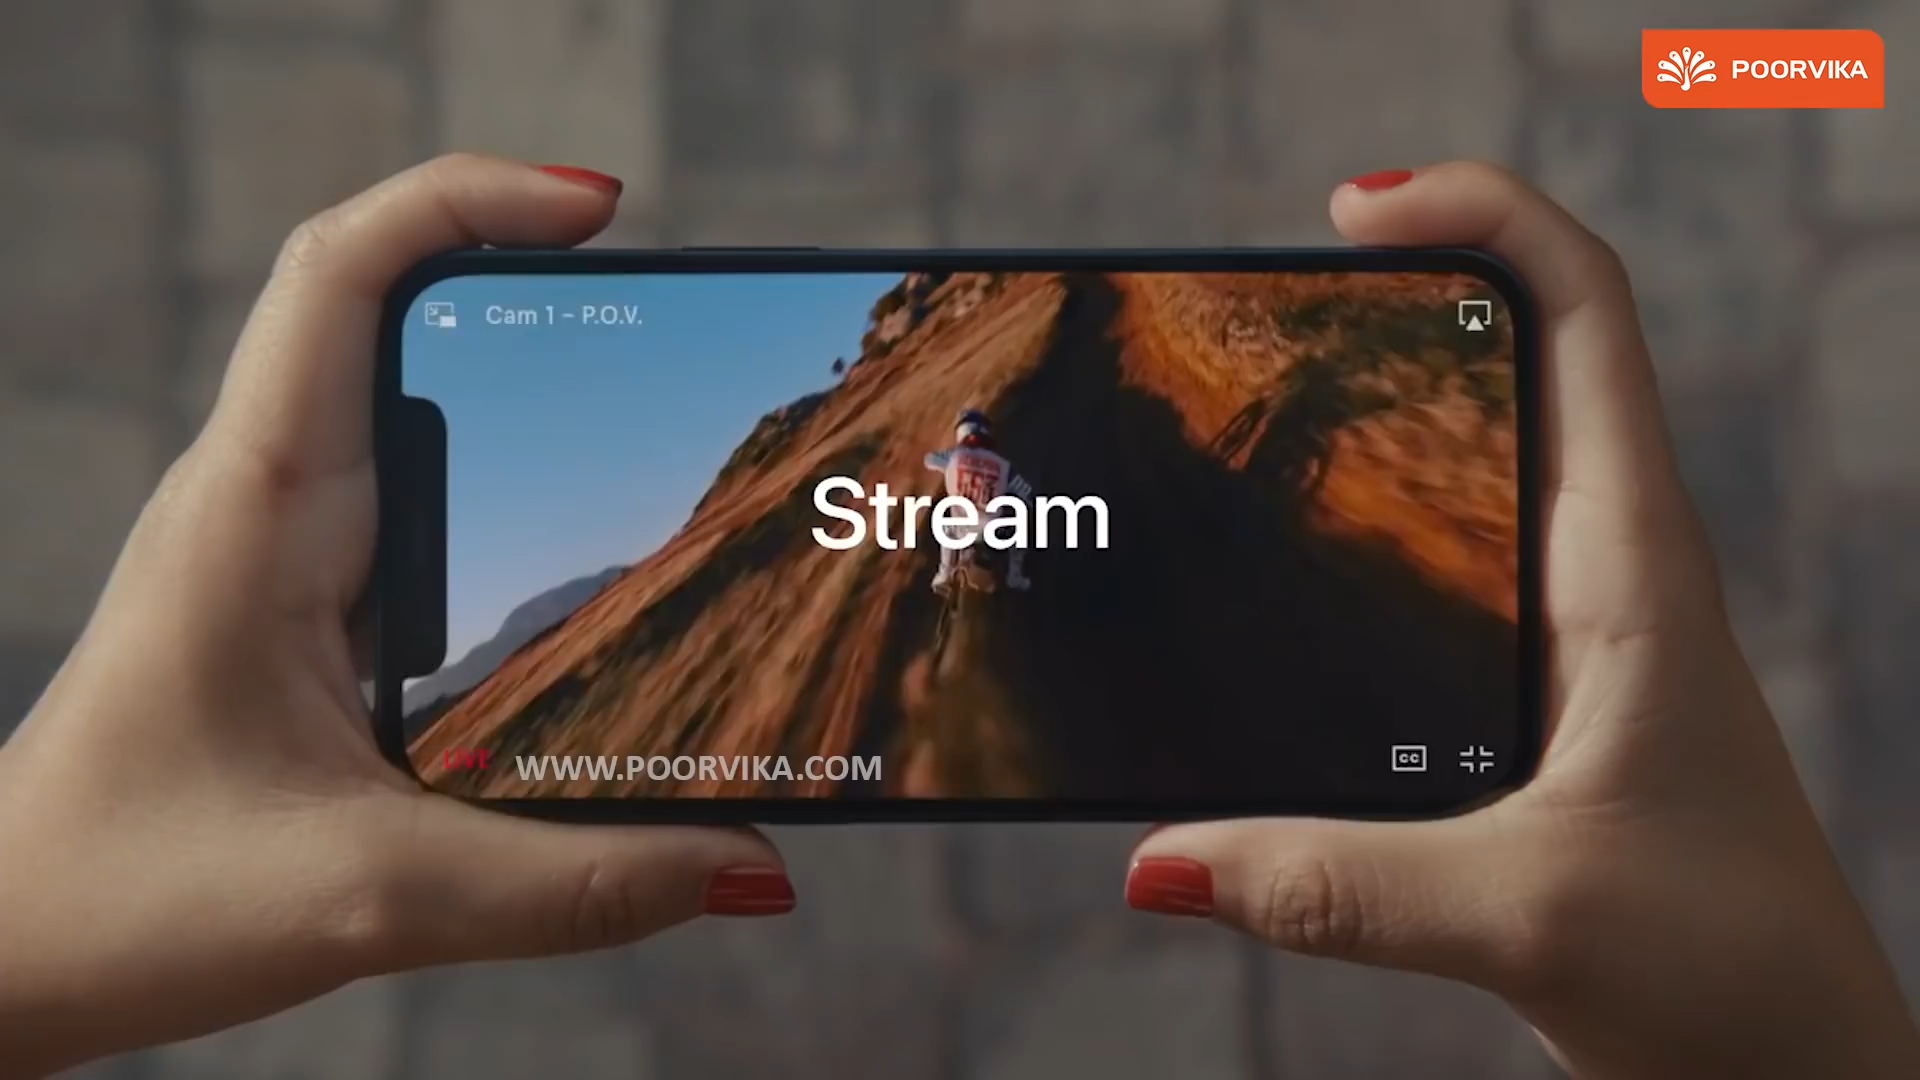 POORVIKA
Cam 1 – P.O.V.
Stream
LIVE
WWW.POORVIKA.COM
CC